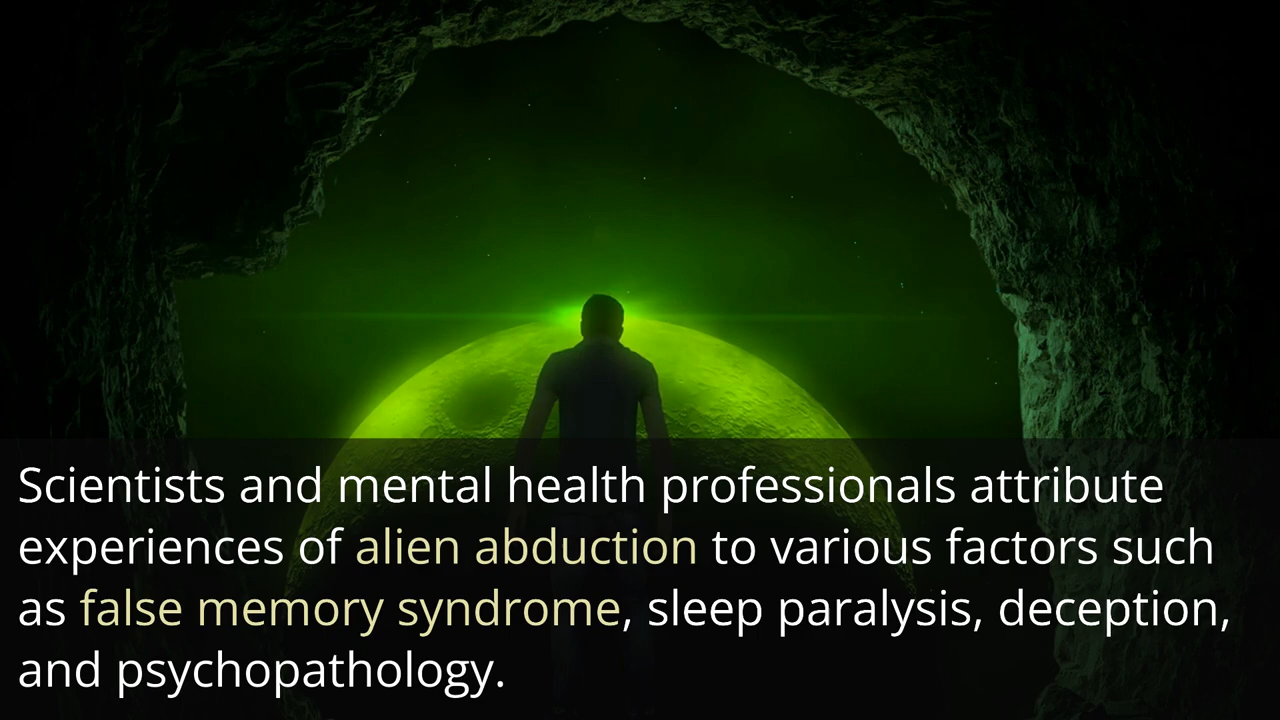 Scientists and mental health professionals attribute
experiences of alien abduction to various factors such
as false memory syndrome, sleep paralysis, deception,
and psychopathology.